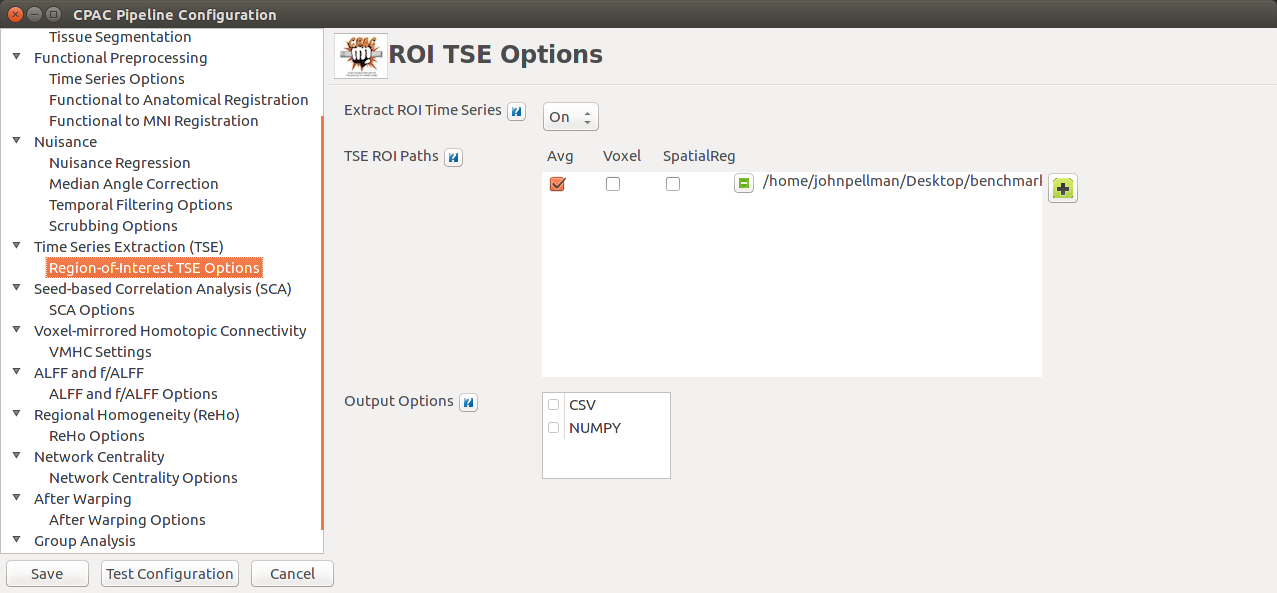 CPAC Pipeline Configuration
Tissue Segmentation
Functional Preprocessing
Time Series Options
Functional to Anatomical Registration
Functional to MNI Registration
Nuisance
Nuisance Regression
Median Angle Correction
Temporal Filtering Options
Scrubbing Options
Time Series Extraction (TSE)
Region-of-Interest TSE Options
Seed-based Correlation Analysis (SCA)
SCA Options
Voxel-mirrored Homotopic Connectivity
VMHC Settings
ALFF and f/ALFF
ALFF and f/ALFF Options
Regional Homogeneity (ReHo)
ReHo Options
Network Centrality
Network Centrality Options
After Warping
After Warping Options
Group Analysis
Save Test Configuration Cancel
CPAC
ROI TSE Options
Extract ROI Time Series ? On
TSE ROI Paths ? Avg Voxel SpatialReg
/home/johnpellman/Desktop/benchmark
Output Options ? CSV
NUMPY